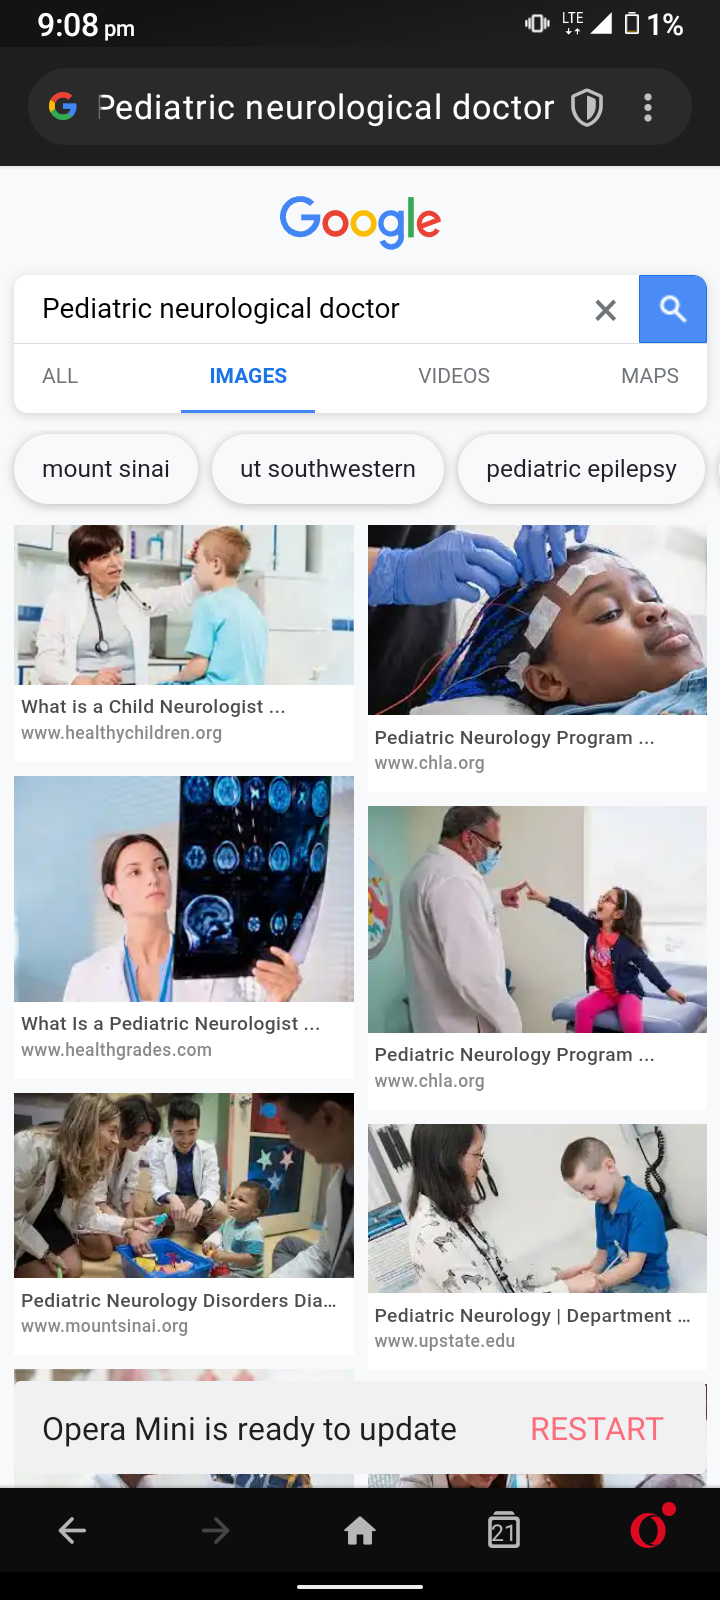 9:08 pm
LTE
1%
Pediatric neurological doctor
Google
Pediatric neurological doctor
ALL IMAGES VIDEOS MAPS
mount sinai
ut southwestern
pediatric epilepsy
What is a Child Neurologist ...
www.healthychildren.org
Pediatric Neurology Program ...
www.chla.org
What Is a Pediatric Neurologist ...
www.healthgrades.com
Pediatric Neurology Program ...
www.chla.org
Pediatric Neurology Disorders Dia...
www.mountsinai.org
Pediatric Neurology | Department ...
www.upstate.edu
Opera Mini is ready to update
RESTART
21